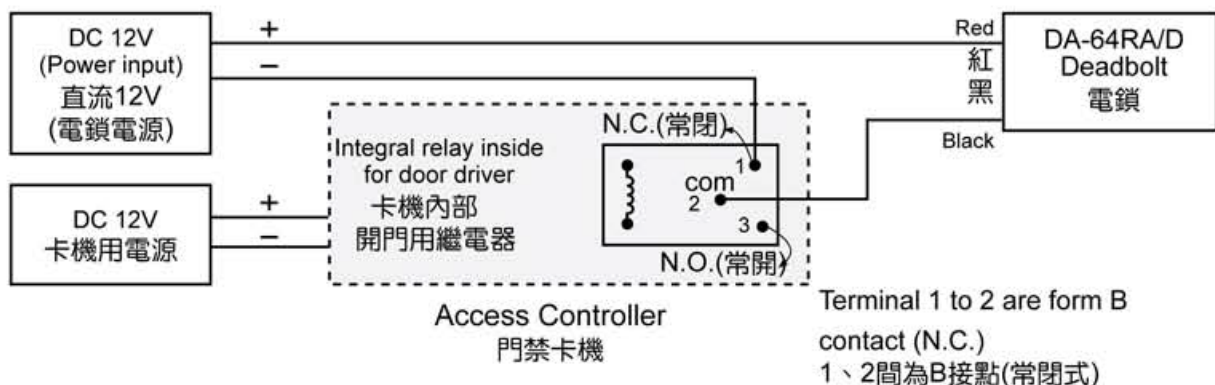 DC 12V
(Power input)
直流12V
(電鎖電源)
+
−
Red
紅
黑
Black
DA-64RA/D
Deadbolt
電鎖
DC 12V
卡機用電源
+
−
Integral relay inside
for door driver
卡機內部
開門用繼電器
N.C.(常閉)
1
com
2
3
N.O.(常開)
Access Controller
門禁卡機
Terminal 1 to 2 are form B
contact (N.C.)
1、2間為B接點(常閉式)